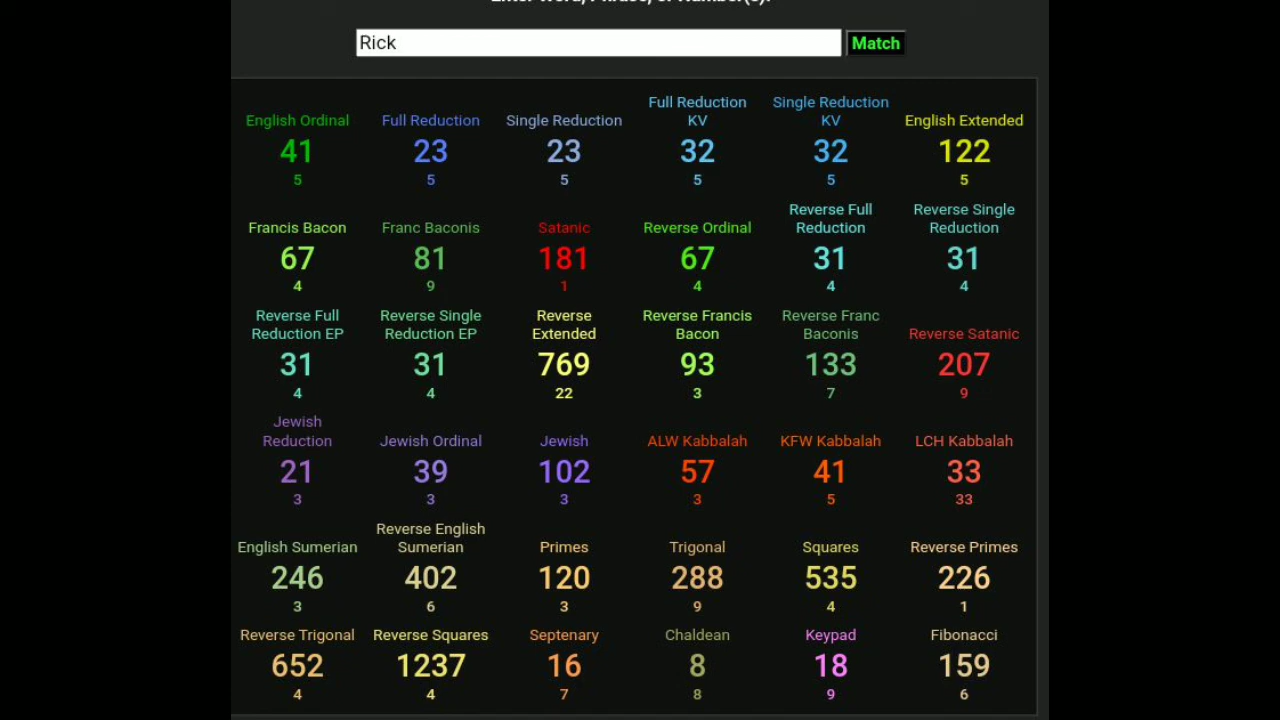 Enter Word, Phrase, or Number(s):
Rick
Match
Full Reduction Single Reduction
English Ordinal Full Reduction Single Reduction KV KV English Extended
41 23 23 32 32 122
5 5 5 5 5 5
Reverse Full Reverse Single
Francis Bacon Franc Baconis Satanic Reverse Ordinal Reduction Reduction
67 81 181 67 31 31
4 9 1 4 4 4
Reverse Full Reverse Single Reverse Reverse Francis Reverse Franc
Reduction EP Reduction EP Extended Bacon Baconis Reverse Satanic
31 31 769 93 133 207
4 4 22 3 7 9
Jewish
Reduction Jewish Ordinal Jewish ALW Kabbalah KFW Kabbalah LCH Kabbalah
21 39 102 57 41 33
3 3 3 3 5 33
Reverse English
English Sumerian Sumerian Primes Trigonal Squares Reverse Primes
246 402 120 288 535 226
3 6 3 9 4 1
Reverse Trigonal Reverse Squares Septenary Chaldean Keypad Fibonacci
652 1237 16 8 18 159
4 4 7 8 9 6